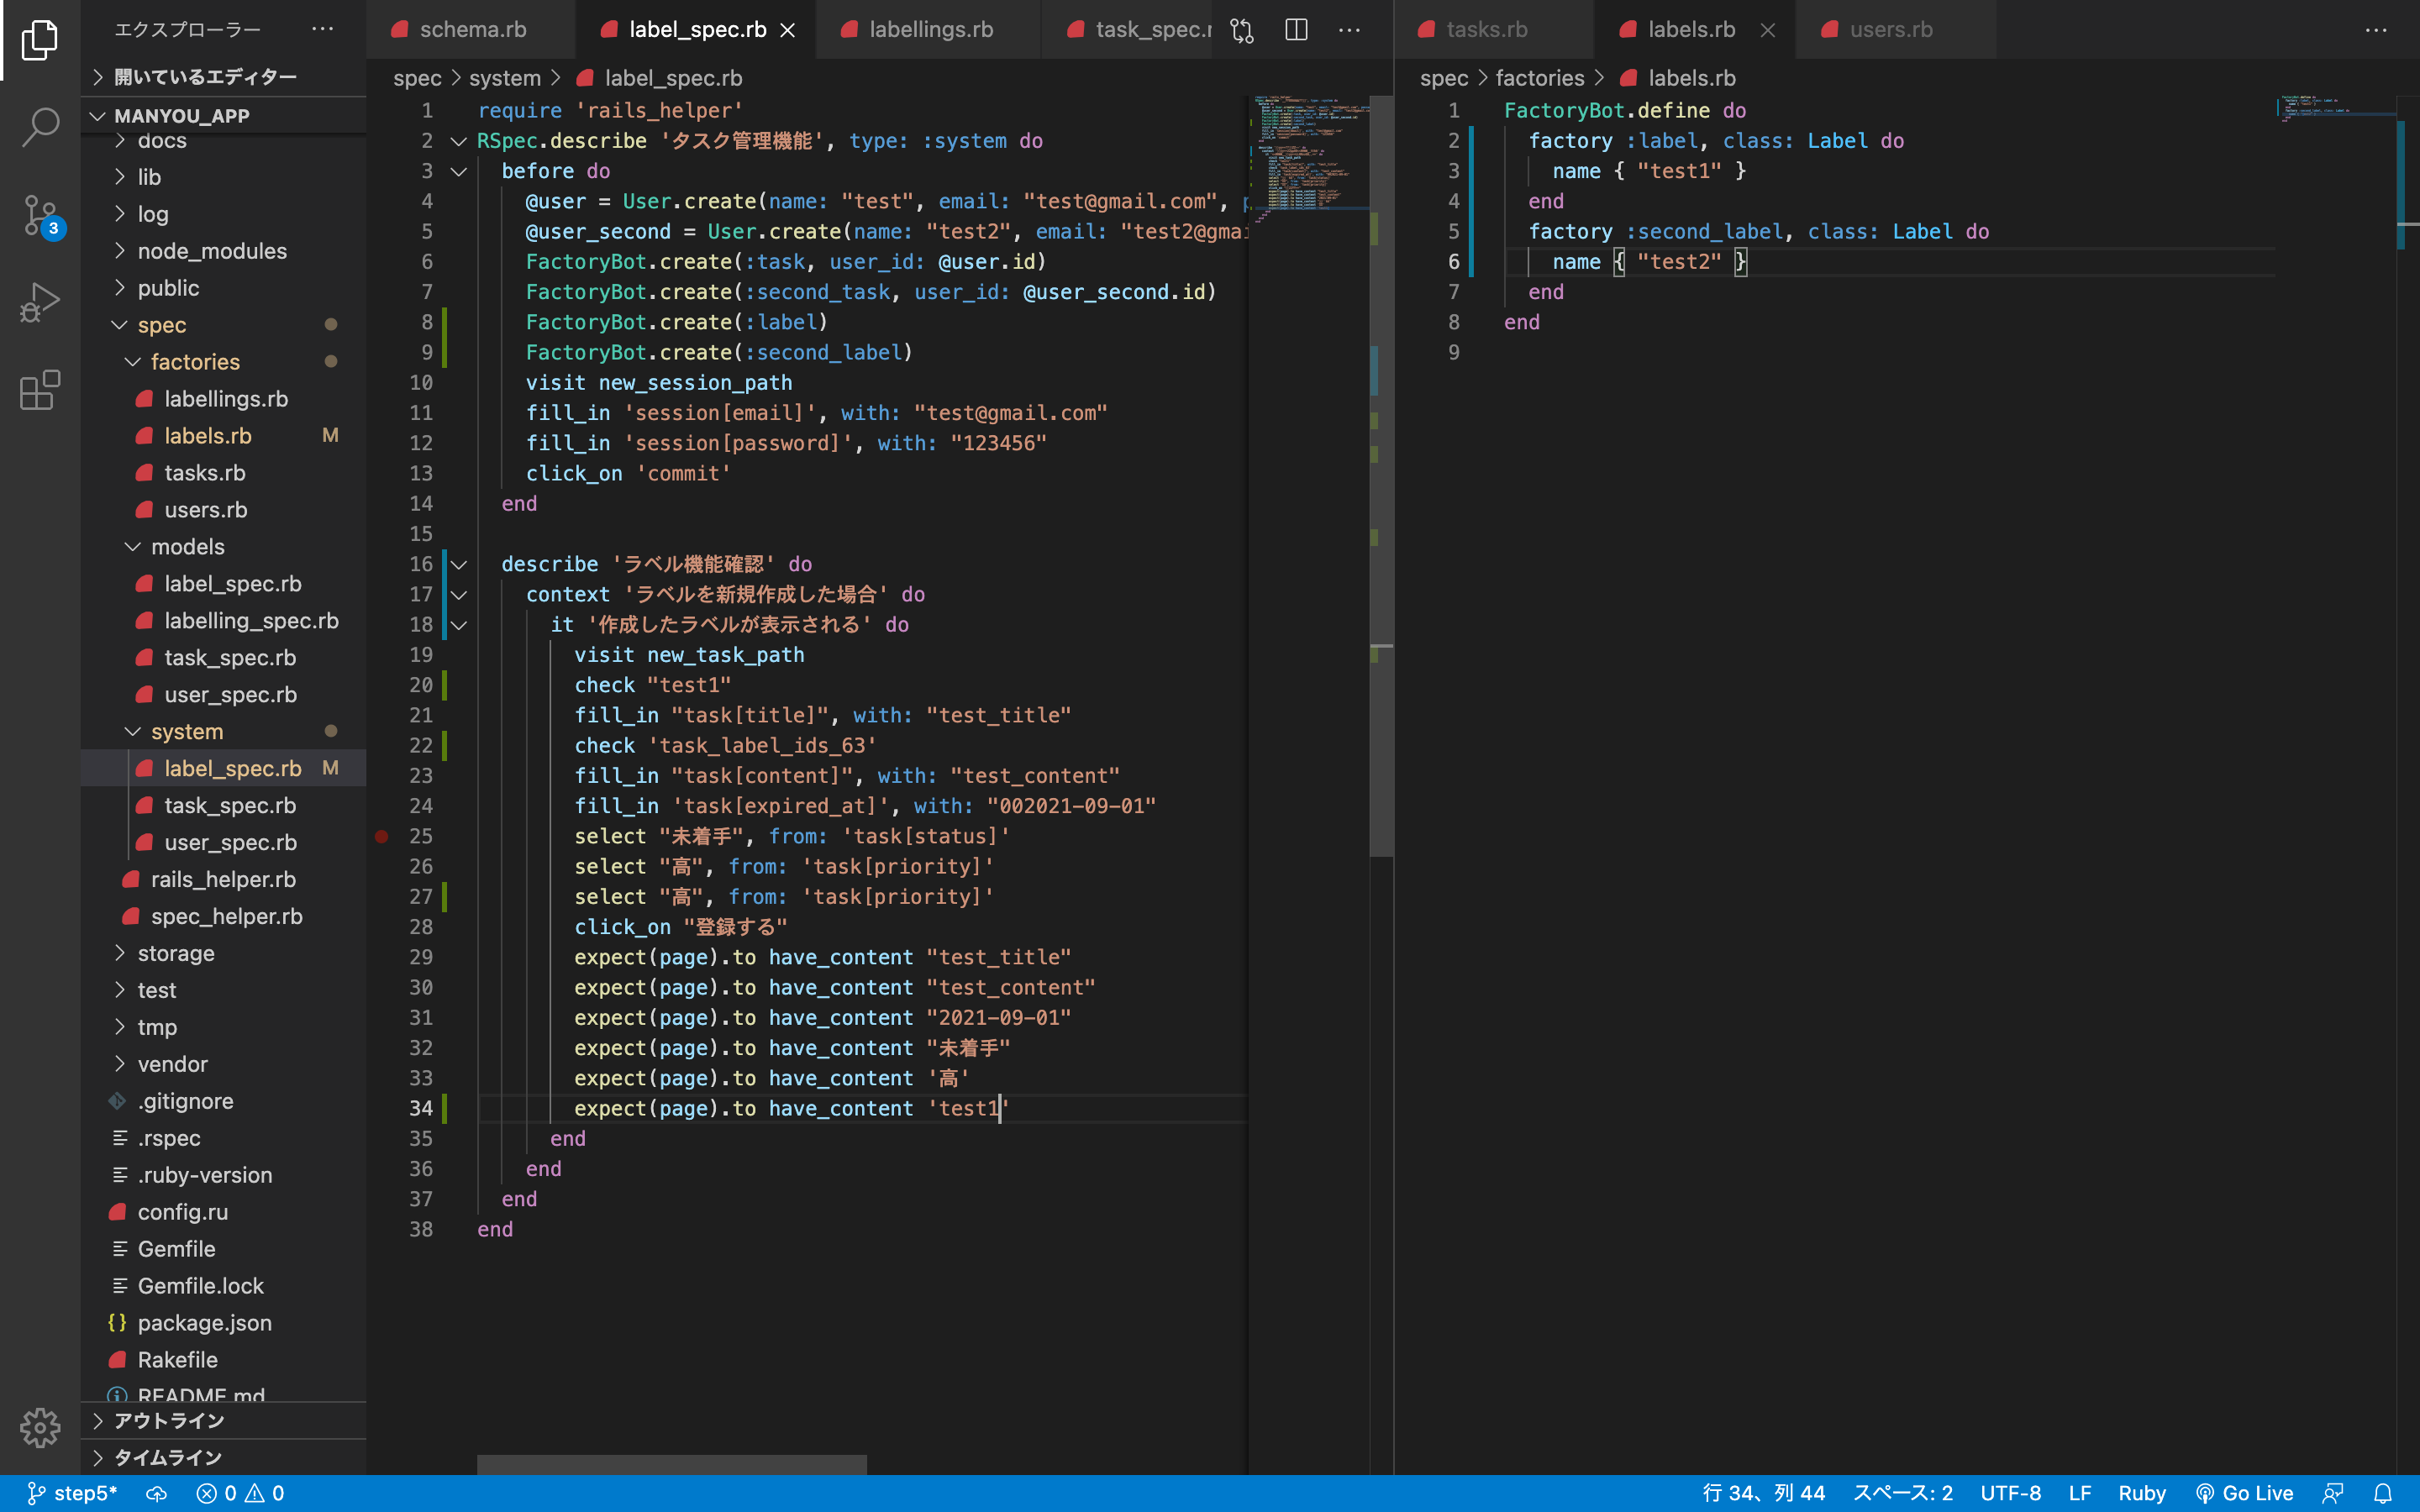 エクスプローラー
開いているエディター
MANYOU_APP
docs
lib
log
node_modules
public
spec
factories
labellings.rb
labels.rb M
tasks.rb
users.rb
models
label_spec.rb
labelling_spec.rb
task_spec.rb
user_spec.rb
system
label_spec.rb M
task_spec.rb
user_spec.rb
rails_helper.rb
spec_helper.rb
storage
test
tmp
vendor
.gitignore
.rspec
.ruby-version
config.ru
Gemfile
Gemfile.lock
package.json
Rakefile
README.md
アウトライン
タイムライン
3
schema.rb
label_spec.rb
labellings.rb
task_spec.r
spec > system > label_spec.rb
1 require 'rails_helper'
2 RSpec.describe 'タスク管理機能', type: :system do
3 before do
4 @user = User.create(name: "test", email: "test@gmail.com", p
5 @user_second = User.create(name: "test2", email: "test2@gmai
6 FactoryBot.create(:task, user_id: @user.id)
7 FactoryBot.create(:second_task, user_id: @user_second.id)
8 FactoryBot.create(:label)
9 FactoryBot.create(:second_label)
10 visit new_session_path
11 fill_in 'session[email]', with: "test@gmail.com"
12 fill_in 'session[password]', with: "123456"
13 click_on 'commit'
14 end
15
16 describe 'ラベル機能確認' do
17 context 'ラベルを新規作成した場合' do
18 it '作成したラベルが表示される' do
19 visit new_task_path
20 check "test1"
21 fill_in "task[title]", with: "test_title"
22 check 'task_label_ids_63'
23 fill_in "task[content]", with: "test_content"
24 fill_in 'task[expired_at]', with: "002021-09-01"
25 select "未着手", from: 'task[status]'
26 select "高", from: 'task[priority]'
27 select "高", from: 'task[priority]'
28 click_on "登録する"
29 expect(page).to have_content "test_title"
30 expect(page).to have_content "test_content"
31 expect(page).to have_content "2021-09-01"
32 expect(page).to have_content "未着手"
33 expect(page).to have_content '高'
34 expect(page).to have_content 'test1'
35 end
36 end
37 end
38 end
tasks.rb
labels.rb
users.rb
spec > factories > labels.rb
1 FactoryBot.define do
2 factory :label, class: Label do
3 name { "test1" }
4 end
5 factory :second_label, class: Label do
6 name { "test2" }
7 end
8 end
9
step5* 0 0
行 34、列 44 スペース: 2 UTF-8 LF Ruby Go Live